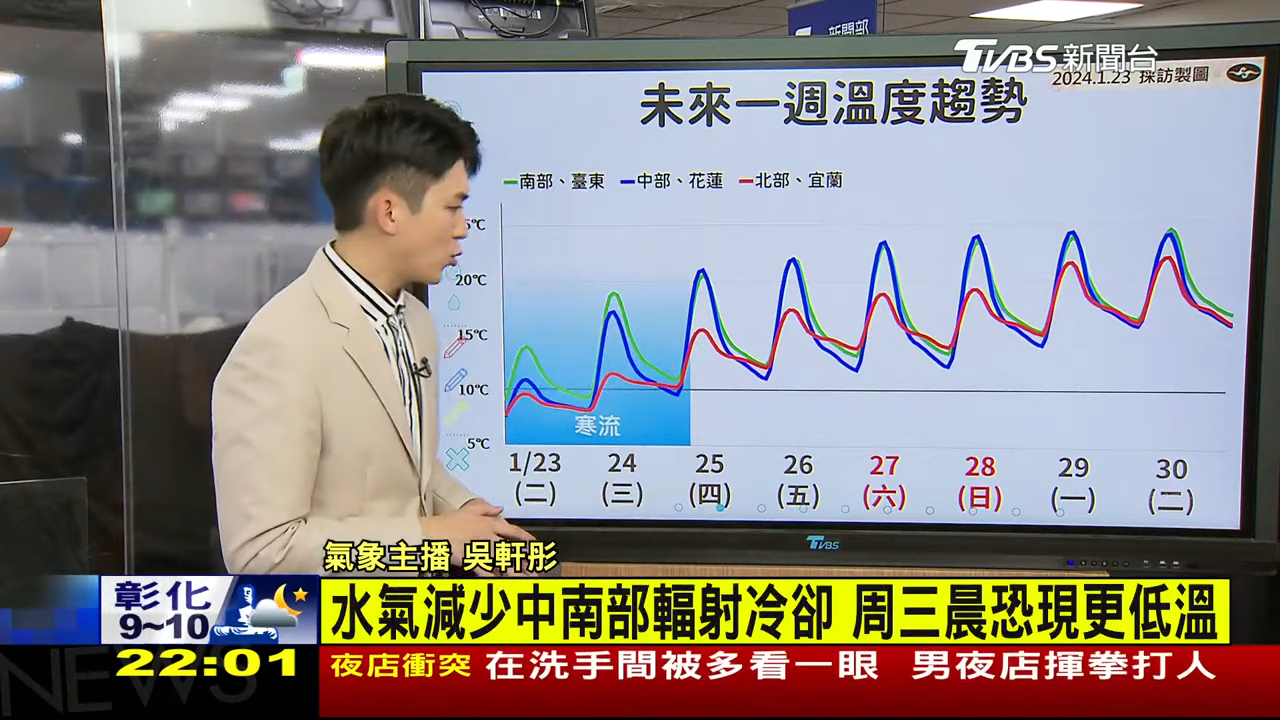 新聞部
TVBS新聞台
2024.1.23 採訪製圖
未來一週溫度趨勢
南部、臺東 中部、花蓮 北部、宜蘭
5℃
20℃
15℃
10℃
5℃
寒流
1/23 24 25 26 27 28 29 30
(二) (三) (四) (五) (六) (日) (一) (二)
TVBS
氣象主播 吳軒彤
彰化
9~10
水氣減少中南部輻射冷卻 周三晨恐現更低溫
22:01
夜店衝突 在洗手間被多看一眼 男夜店揮拳打人
NEWS